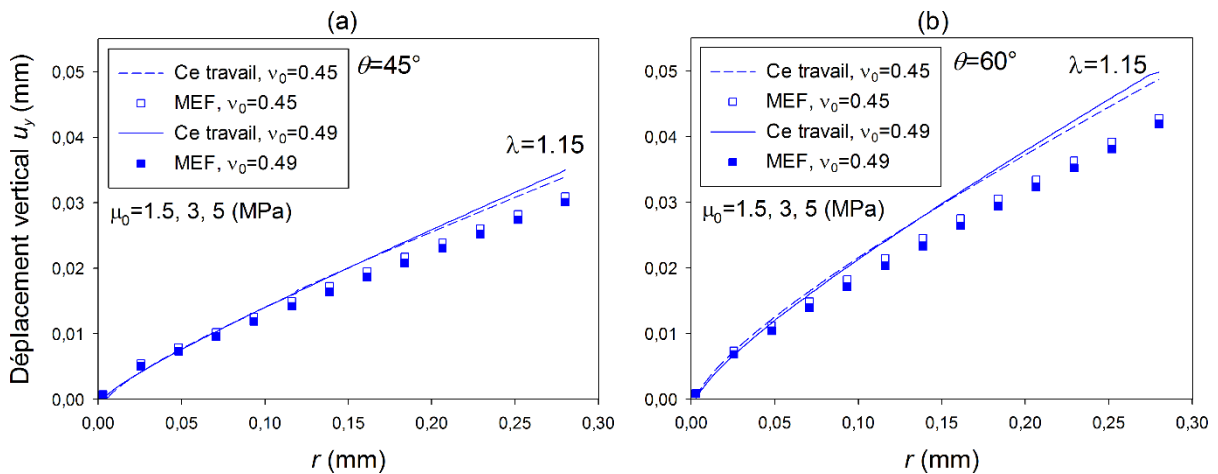 (a)
Déplacement vertical u_y (mm)
0,05
0,04
0,03
0,02
0,01
0,00
Ce travail, ν₀=0.45
MEF, ν₀=0.45
Ce travail, ν₀=0.49
MEF, ν₀=0.49
θ=45°
λ=1.15
μ₀=1.5, 3, 5 (MPa)
0,00 0,05 0,10 0,15 0,20 0,25 0,30
r (mm)
(b)
0,05
0,04
0,03
0,02
0,01
0,00
Ce travail, ν₀=0.45
MEF, ν₀=0.45
Ce travail, ν₀=0.49
MEF, ν₀=0.49
θ=60°
λ=1.15
μ₀=1.5, 3, 5 (MPa)
0,00 0,05 0,10 0,15 0,20 0,25 0,30
r (mm)